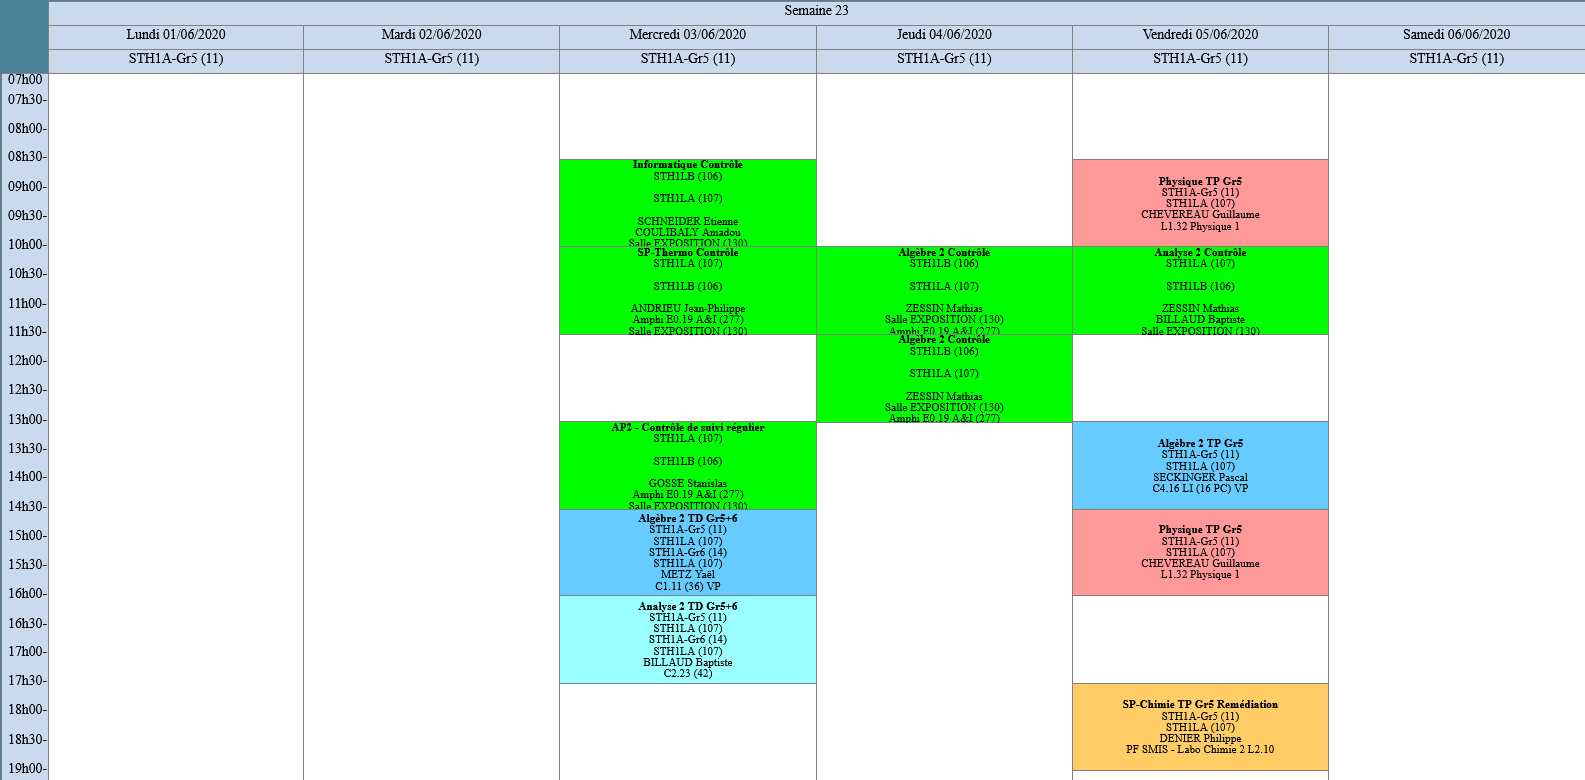 Semaine 23
Lundi 01/06/2020
Mardi 02/06/2020
Mercredi 03/06/2020
Jeudi 04/06/2020
Vendredi 05/06/2020
Samedi 06/06/2020
STH1A-Gr5 (11)
STH1A-Gr5 (11)
STH1A-Gr5 (11)
STH1A-Gr5 (11)
STH1A-Gr5 (11)
STH1A-Gr5 (11)
07h00
07h30-
08h00-
08h30-
09h00-
09h30-
10h00-
10h30-
11h00-
11h30-
12h00-
12h30-
13h00-
13h30-
14h00-
14h30-
15h00-
15h30-
16h00-
16h30-
17h00-
17h30-
18h00-
18h30-
19h00-
Informatique Contrôle
STH1LB (106)
STH1LA (107)
SCHNEIDER Etienne
COULIBALY Amadou
Salle EXPOSITION (130)
SP-Thermo Contrôle
STH1LA (107)
STH1LB (106)
ANDRIEU Jean-Philippe
Amphi E0.19 A&I (277)
Salle EXPOSITION (130)
AP2 - Contrôle de suivi régulier
STH1LA (107)
STH1LB (106)
GOSSE Stanislas
Amphi E0.19 A&I (277)
Salle EXPOSITION (130)
Algèbre 2 TD Gr5+6
STH1A-Gr5 (11)
STH1LA (107)
STH1A-Gr6 (14)
STH1LA (107)
METZ Yaël
C1.11 (36) VP
Analyse 2 TD Gr5+6
STH1A-Gr5 (11)
STH1LA (107)
STH1A-Gr6 (14)
STH1LA (107)
BILLAUD Baptiste
C2.23 (42)
Algèbre 2 Contrôle
STH1LB (106)
STH1LA (107)
ZESSIN Mathias
Salle EXPOSITION (130)
Amphi E0.19 A&I (277)
Algèbre 2 Contrôle
STH1LB (106)
STH1LA (107)
ZESSIN Mathias
Salle EXPOSITION (130)
Amphi E0.19 A&I (277)
Physique TP Gr5
STH1A-Gr5 (11)
STH1LA (107)
CHEVEREAU Guillaume
L1.32 Physique 1
Analyse 2 Contrôle
STH1LA (107)
STH1LB (106)
ZESSIN Mathias
BILLAUD Baptiste
Salle EXPOSITION (130)
Algèbre 2 TP Gr5
STH1A-Gr5 (11)
STH1LA (107)
SECKINGER Pascal
C4.16 LI (16 PC) VP
Physique TP Gr5
STH1A-Gr5 (11)
STH1LA (107)
CHEVEREAU Guillaume
L1.32 Physique 1
SP-Chimie TP Gr5 Remédiation
STH1A-Gr5 (11)
STH1LA (107)
DENIER Philippe
PF SMIS - Labo Chimie 2 L2.10